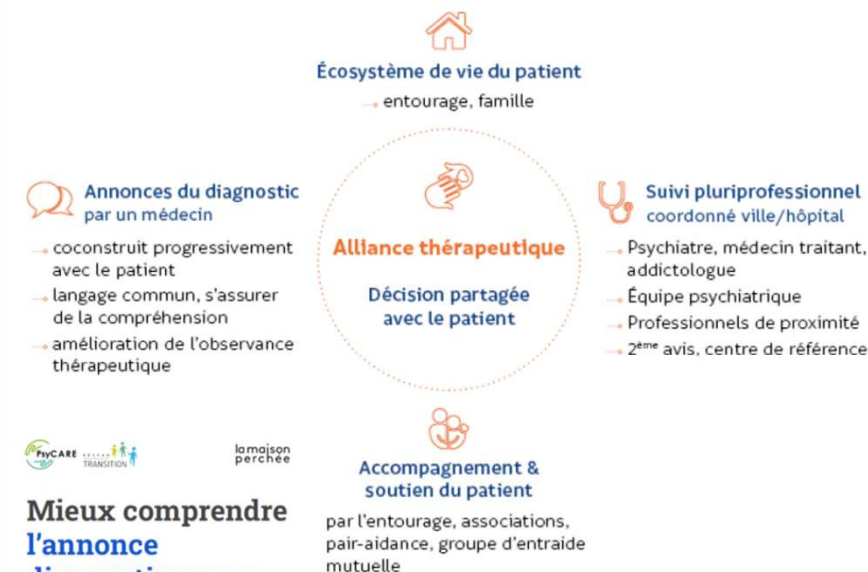 Écosystème de vie du patient
entourage, famille
Annonces du diagnostic
par un médecin
coconstruit progressivement
avec le patient
langage commun, s'assurer
de la compréhension
amélioration de l'observance
thérapeutique
Alliance thérapeutique
Décision partagée
avec le patient
Suivi pluriprofessionnel
coordonné ville/hôpital
Psychiatre, médecin traitant,
addictologue
Équipe psychiatrique
Professionnels de proximité
2ème avis, centre de référence
PsyCARE
TRANSITION
la maison
perchée
Mieux comprendre
l'annonce
Accompagnement &
soutien du patient
par l'entourage, associations,
pair-aidance, groupe d'entraide
mutuelle